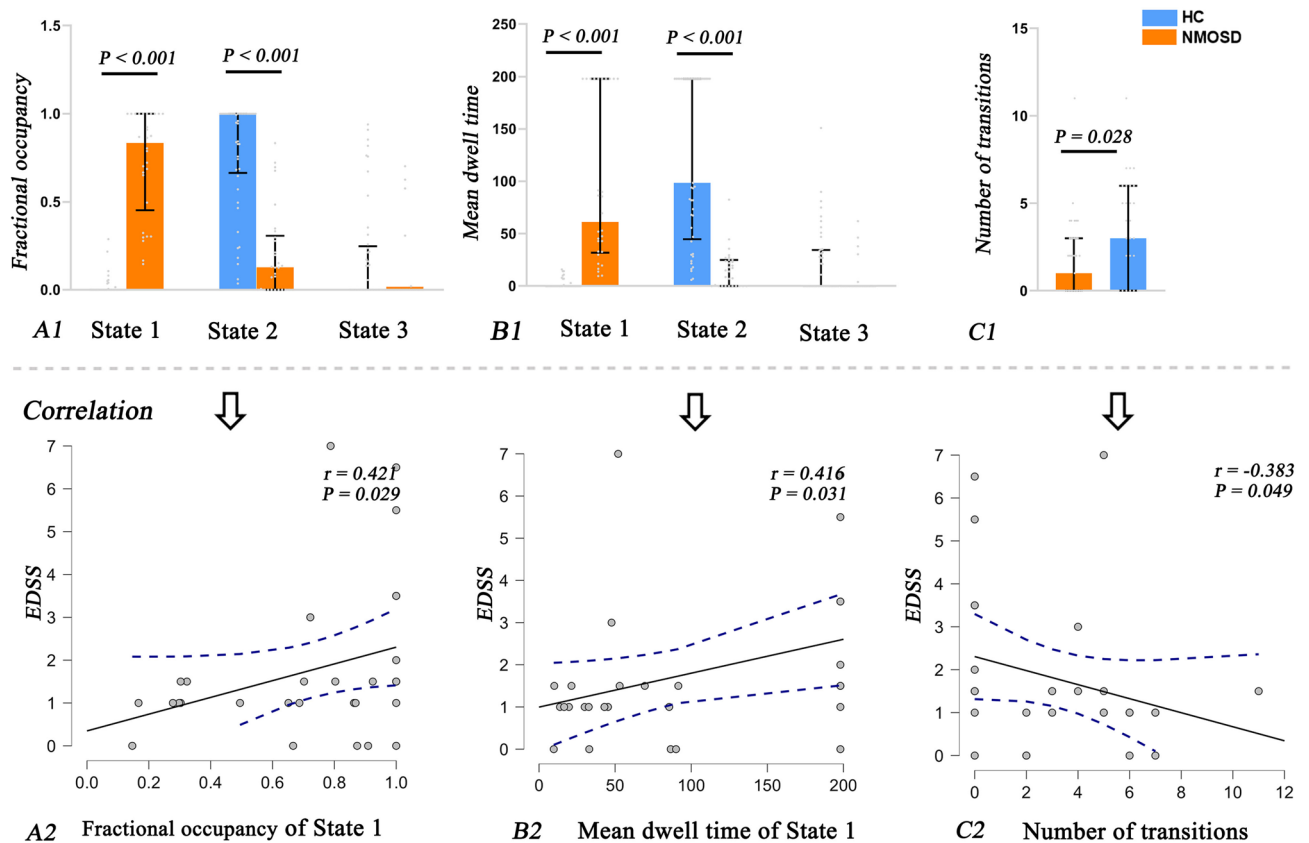 HC
NMOSD
1.5
1.0
0.5
0.0
Fractional occupancy
P < 0.001
P < 0.001
A1 State 1 State 2 State 3
250
200
150
100
50
0
Mean dwell time
P < 0.001
P < 0.001
B1 State 1 State 2 State 3
15
10
5
0
Number of transitions
P = 0.028
C1
Correlation
7
6
5
4
3
2
1
0
EDSS
r = 0.421
P = 0.029
0.0 0.2 0.4 0.6 0.8 1.0
A2 Fractional occupancy of State 1
7
6
5
4
3
2
1
0
EDSS
r = 0.416
P = 0.031
0 50 100 150 200
B2 Mean dwell time of State 1
7
6
5
4
3
2
1
0
EDSS
r = -0.383
P = 0.049
0 2 4 6 8 10 12
C2 Number of transitions